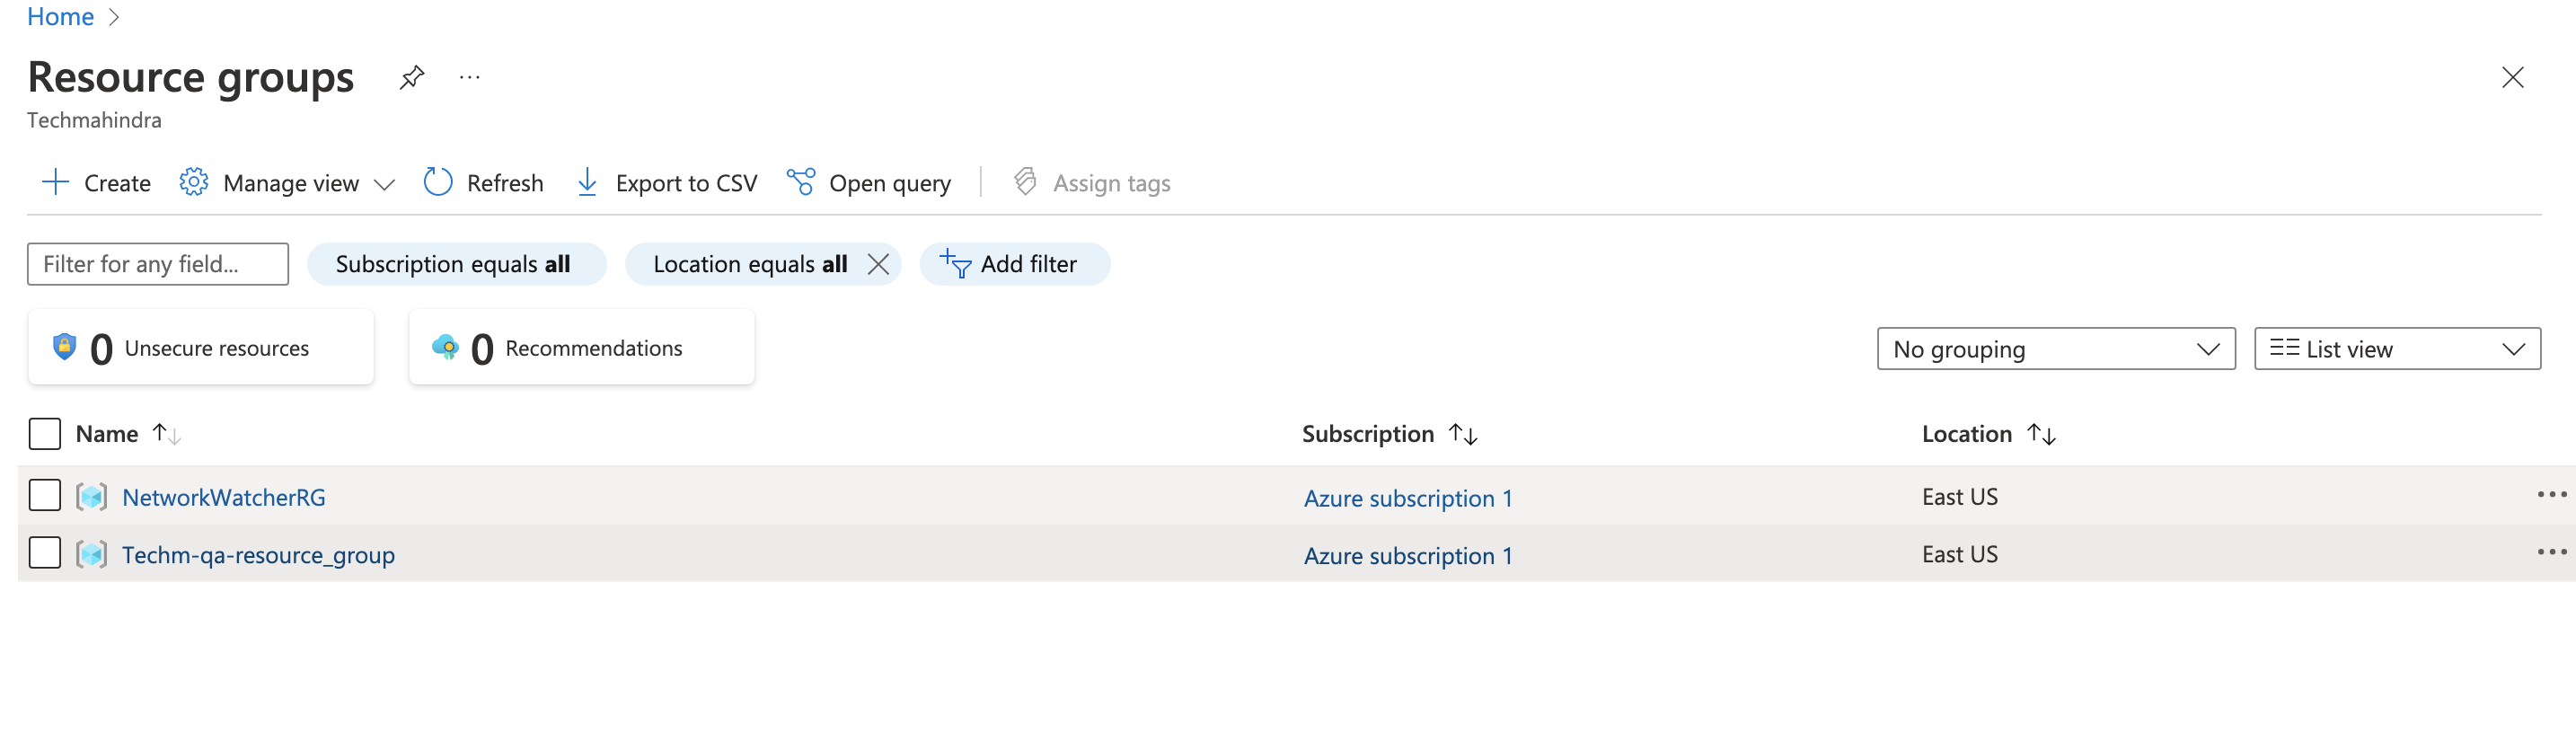 Home
Resource groups
Techmahindra
Create Manage view Refresh Export to CSV Open query Assign tags
Filter for any field... Subscription equals all Location equals all Add filter
0 Unsecure resources 0 Recommendations No grouping List view
Name Subscription Location
NetworkWatcherRG Azure subscription 1 East US
Techm-qa-resource_group Azure subscription 1 East US